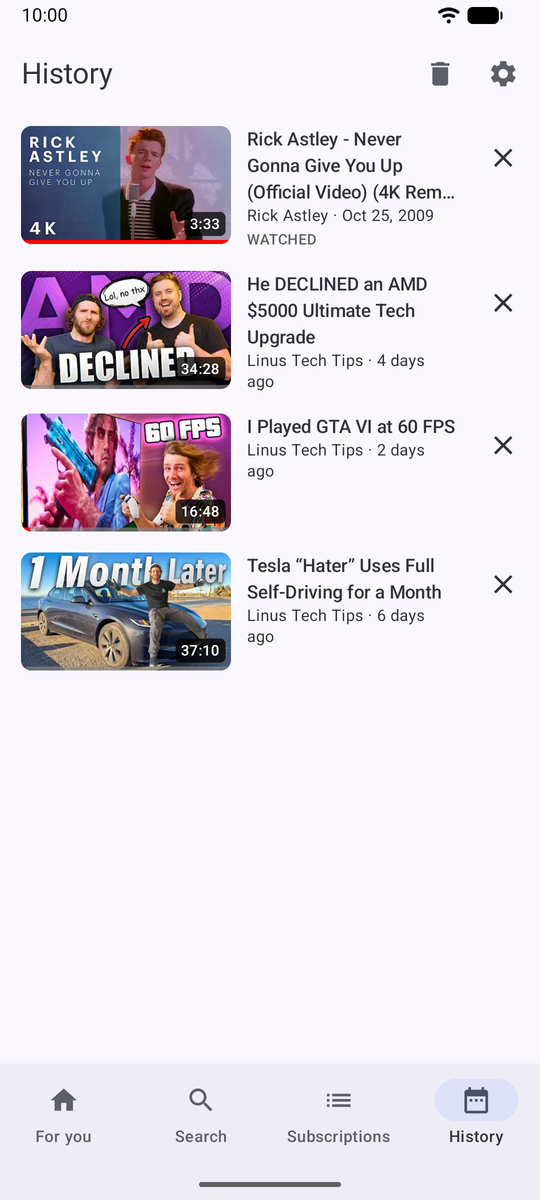 10:00
History
RICK
ASTLEY
NEVER GONNA
GIVE YOU UP
4K
3:33
Rick Astley - Never
Gonna Give You Up
(Official Video) (4K Rem…
Rick Astley · Oct 25, 2009
WATCHED
AMD
Lol, no thx
DECLINED
34:28
He DECLINED an AMD
$5000 Ultimate Tech
Upgrade
Linus Tech Tips · 4 days
ago
60 FPS
16:48
I Played GTA VI at 60 FPS
Linus Tech Tips · 2 days
ago
1 Month Later
37:10
Tesla “Hater” Uses Full
Self-Driving for a Month
Linus Tech Tips · 6 days
ago
For you
Search
Subscriptions
History